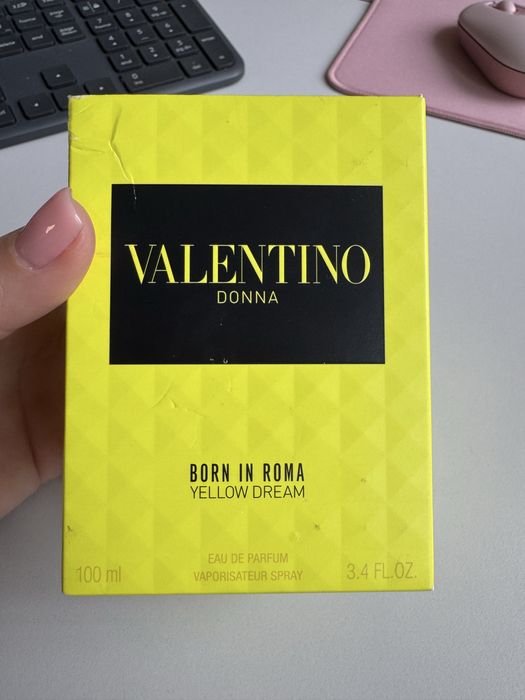 VALENTINO
DONNA
BORN IN ROMA
YELLOW DREAM
EAU DE PARFUM
100 ml VAPORISATEUR SPRAY 3.4 FL.OZ.